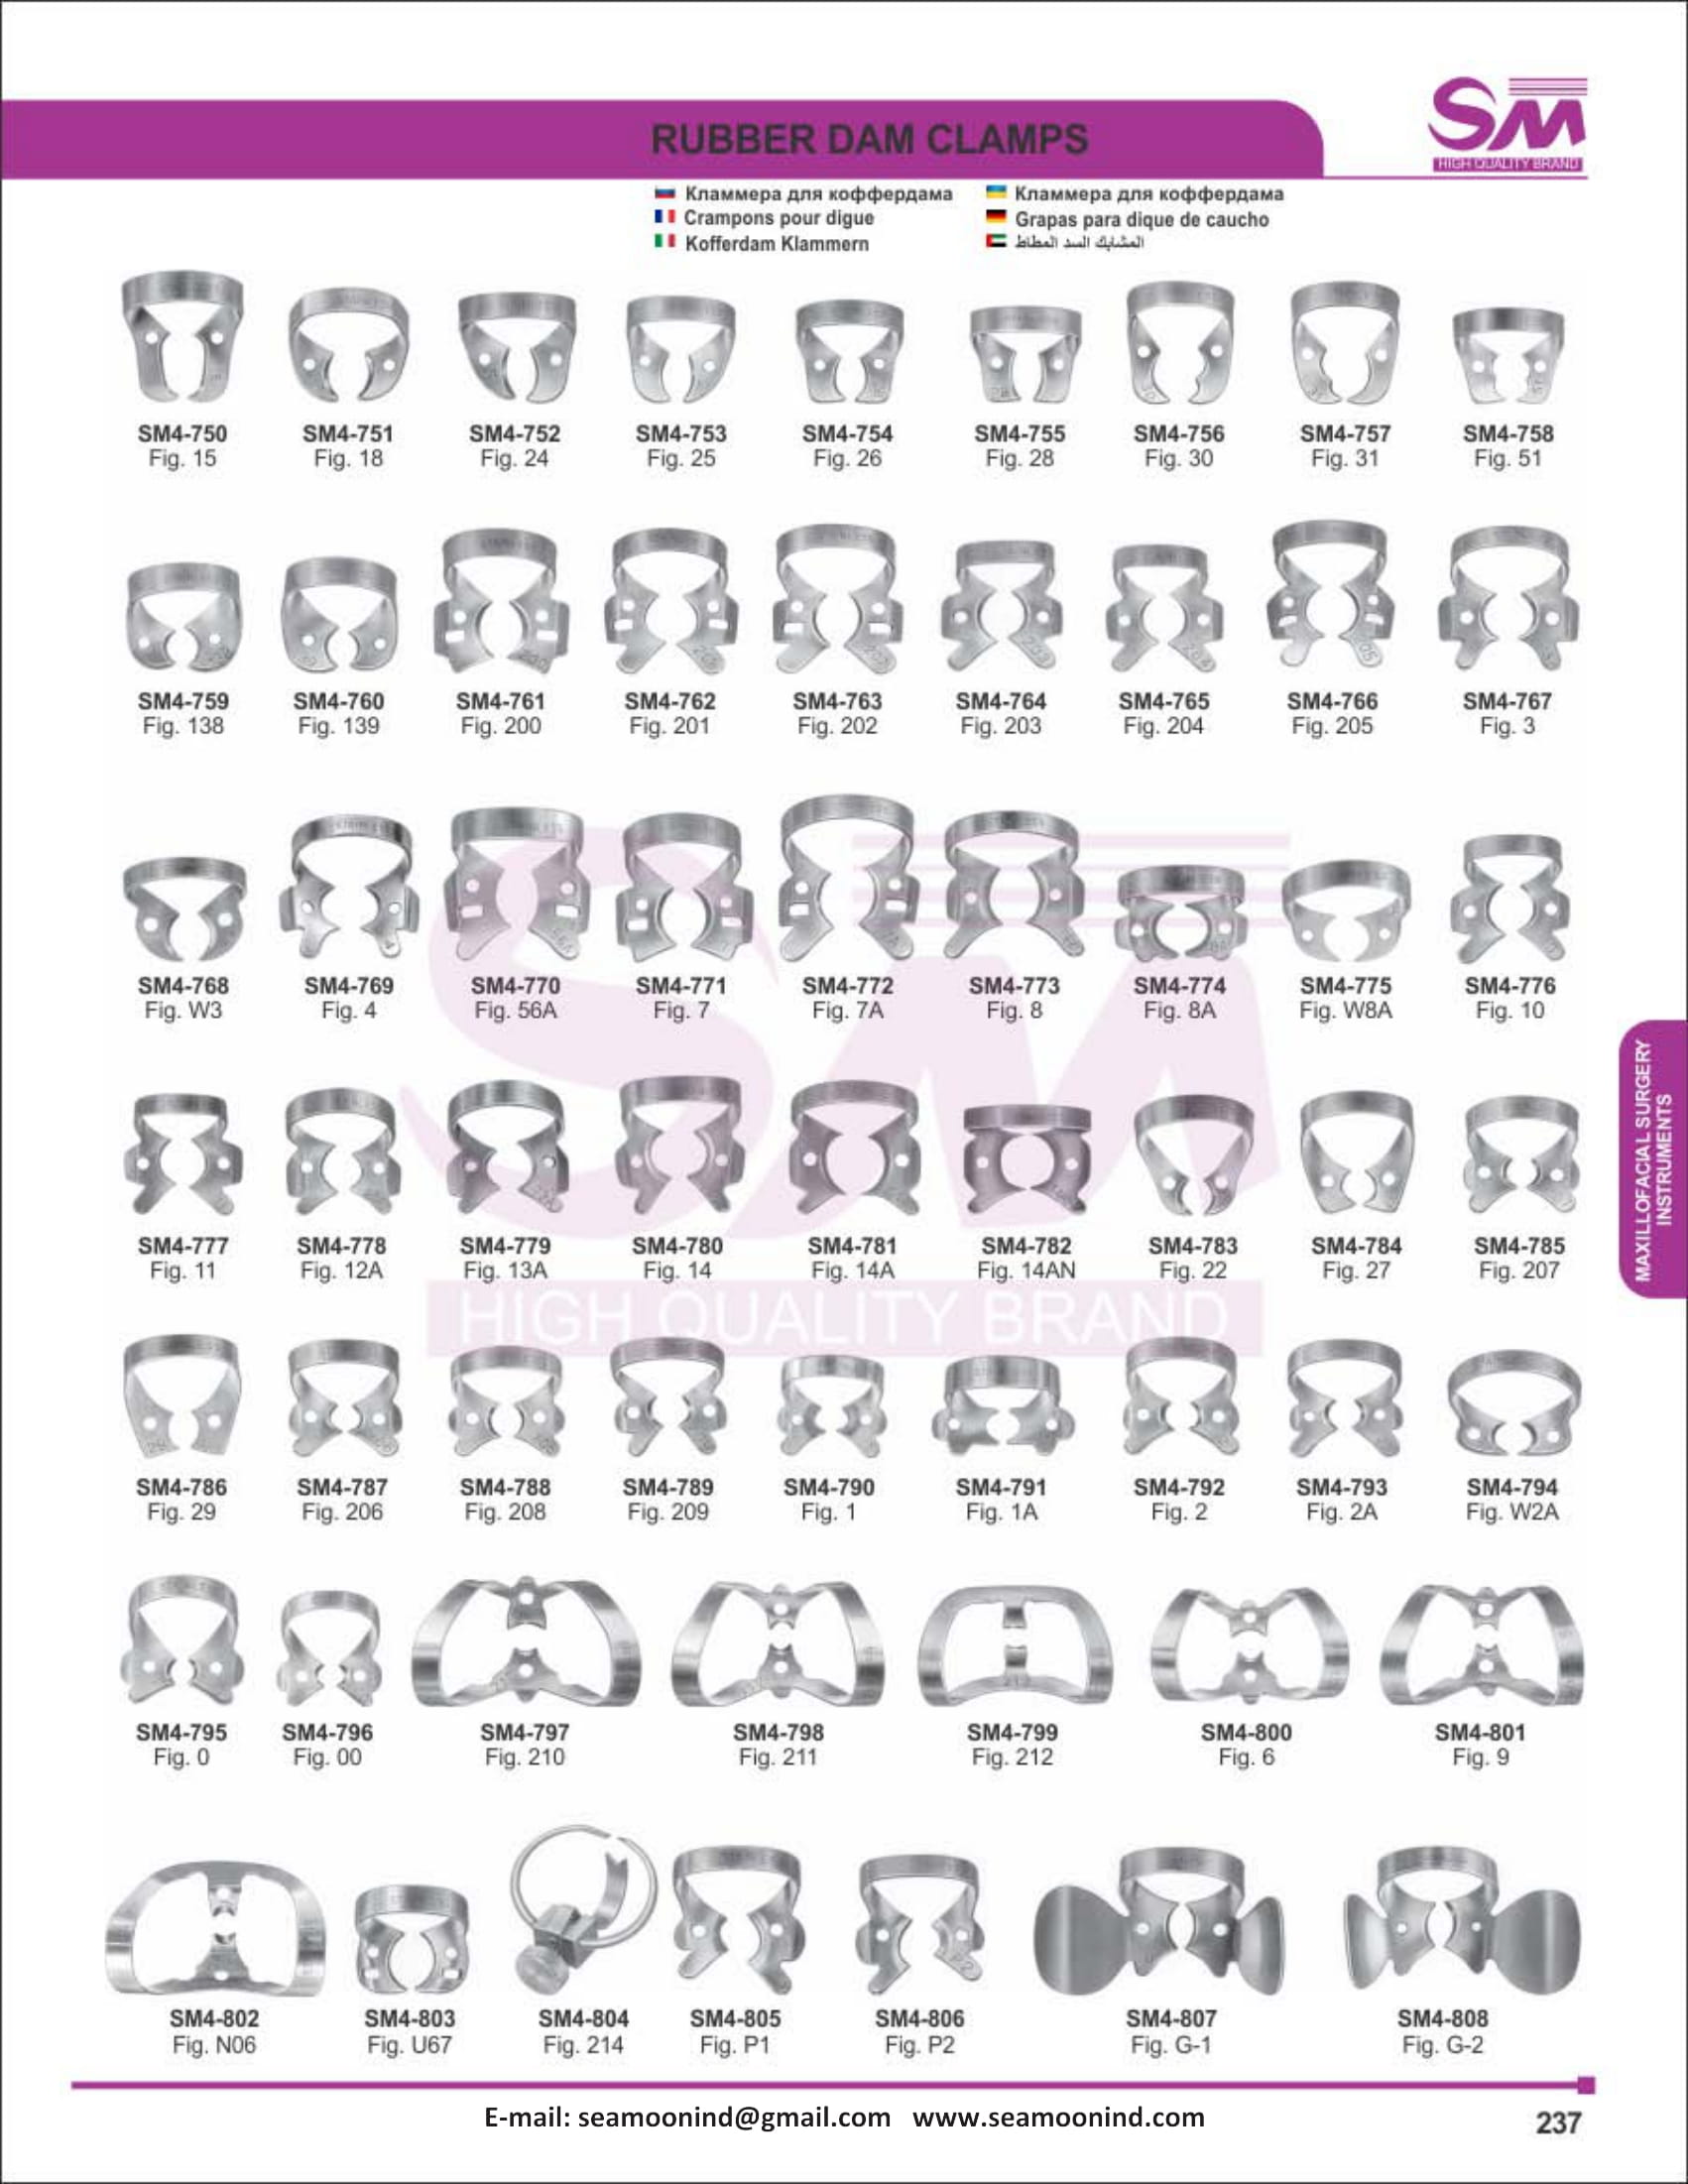 SM
HIGH QUALITY BRAND
RUBBER DAM CLAMPS
Кламмера для коффердама
Кламмера для коффердама
Crampons pour digue
Grapas para dique de caucho
Kofferdam Klammern
المشابك السد المطاط
SM4-750 SM4-751 SM4-752 SM4-753 SM4-754 SM4-755 SM4-756 SM4-757 SM4-758
Fig. 15 Fig. 18 Fig. 24 Fig. 25 Fig. 26 Fig. 28 Fig. 30 Fig. 31 Fig. 51
SM4-759 SM4-760 SM4-761 SM4-762 SM4-763 SM4-764 SM4-765 SM4-766 SM4-767
Fig. 138 Fig. 139 Fig. 200 Fig. 201 Fig. 202 Fig. 203 Fig. 204 Fig. 205 Fig. 3
SM4-768 SM4-769 SM4-770 SM4-771 SM4-772 SM4-773 SM4-774 SM4-775 SM4-776
Fig. W3 Fig. 4 Fig. 56A Fig. 7 Fig. 7A Fig. 8 Fig. 8A Fig. W8A Fig. 10
SM4-777 SM4-778 SM4-779 SM4-780 SM4-781 SM4-782 SM4-783 SM4-784 SM4-785
Fig. 11 Fig. 12A Fig. 13A Fig. 14 Fig. 14A Fig. 14AN Fig. 22 Fig. 27 Fig. 207
SM
HIGH QUALITY BRAND
SM4-786 SM4-787 SM4-788 SM4-789 SM4-790 SM4-791 SM4-792 SM4-793 SM4-794
Fig. 29 Fig. 206 Fig. 208 Fig. 209 Fig. 1 Fig. 1A Fig. 2 Fig. 2A Fig. W2A
SM4-795 SM4-796 SM4-797 SM4-798 SM4-799 SM4-800 SM4-801
Fig. 0 Fig. 00 Fig. 210 Fig. 211 Fig. 212 Fig. 6 Fig. 9
SM4-802 SM4-803 SM4-804 SM4-805 SM4-806 SM4-807 SM4-808
Fig. N06 Fig. U67 Fig. 214 Fig. P1 Fig. P2 Fig. G-1 Fig. G-2
MAXILLOFACIAL SURGERY
INSTRUMENTS
E-mail: seamoonind@gmail.com www.seamoonind.com
237